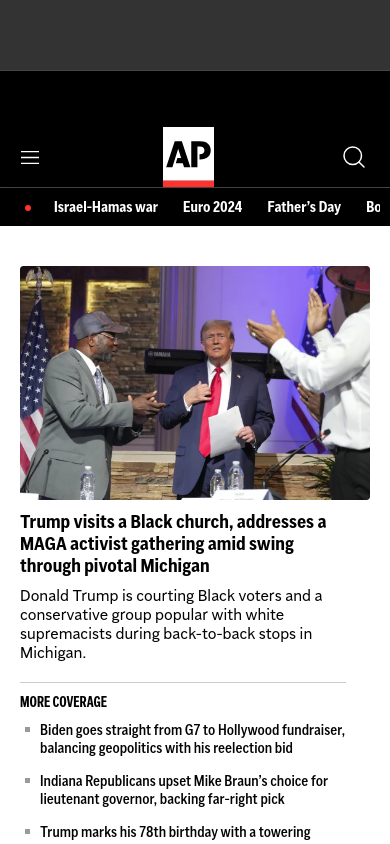 AP
Israel-Hamas war Euro 2024 Father's Day Bo
YAMAHA
Trump visits a Black church, addresses a
MAGA activist gathering amid swing
through pivotal Michigan
Donald Trump is courting Black voters and a
conservative group popular with white
supremacists during back-to-back stops in
Michigan.
MORE COVERAGE
Biden goes straight from G7 to Hollywood fundraiser,
balancing geopolitics with his reelection bid
Indiana Republicans upset Mike Braun's choice for
lieutenant governor, backing far-right pick
Trump marks his 78th birthday with a towering